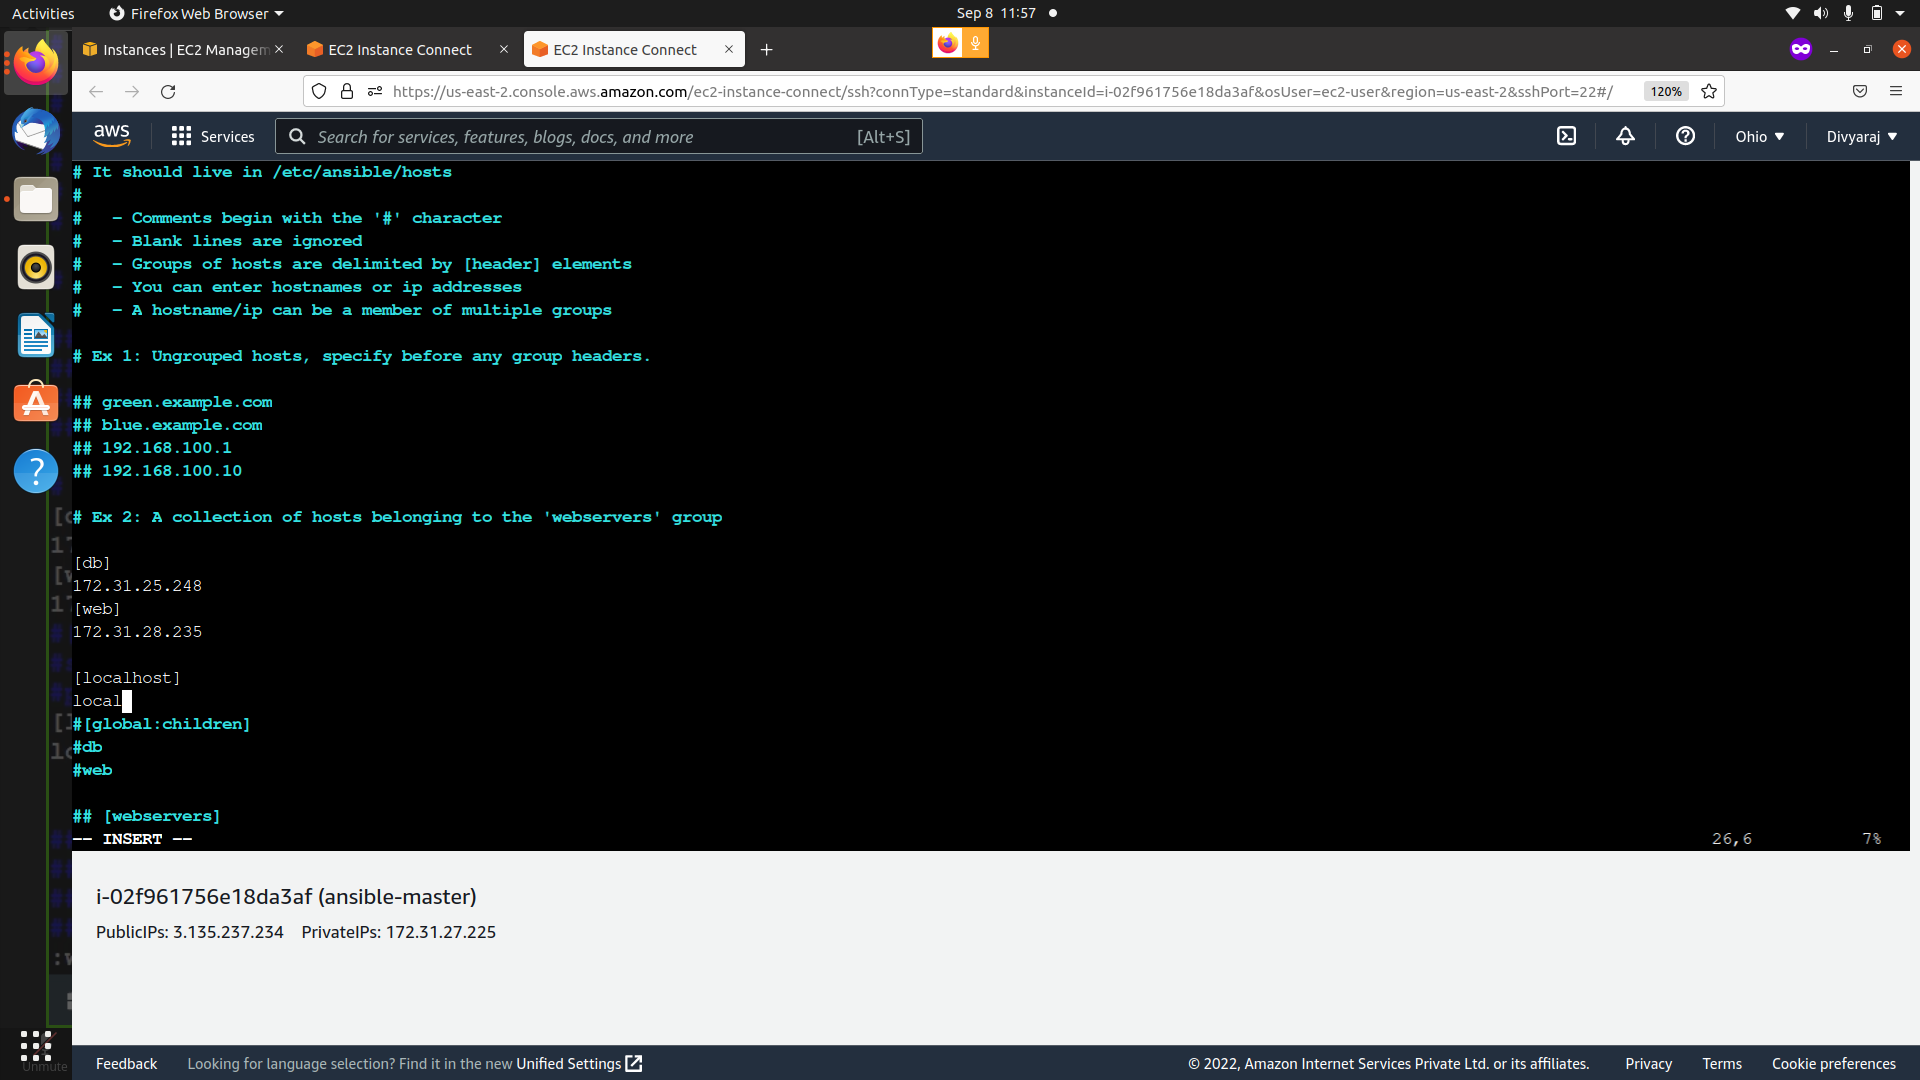 Activities
Firefox Web Browser
Sep 8 11:57
Instances | EC2 Managem
EC2 Instance Connect
EC2 Instance Connect
https://us-east-2.console.aws.amazon.com/ec2-instance-connect/ssh?connType=standard&instanceId=i-02f961756e18da3af&osUser=ec2-user&region=us-east-2&sshPort=22#/
120%
aws
Services
Search for services, features, blogs, docs, and more
[Alt+S]
Ohio
Divyaraj
# It should live in /etc/ansible/hosts
#
#   - Comments begin with the '#' character
#   - Blank lines are ignored
#   - Groups of hosts are delimited by [header] elements
#   - You can enter hostnames or ip addresses
#   - A hostname/ip can be a member of multiple groups
# Ex 1: Ungrouped hosts, specify before any group headers.
## green.example.com
## blue.example.com
## 192.168.100.1
## 192.168.100.10
# Ex 2: A collection of hosts belonging to the 'webservers' group
[db]
172.31.25.248
[web]
172.31.28.235
[localhost]
local
#[global:children]
#db
#web
## [webservers]
-- INSERT --
26,6
7%
i-02f961756e18da3af (ansible-master)
PublicIPs: 3.135.237.234
PrivateIPs: 172.31.27.225
Unmute
Feedback
Looking for language selection? Find it in the new Unified Settings
© 2022, Amazon Internet Services Private Ltd. or its affiliates.
Privacy
Terms
Cookie preferences